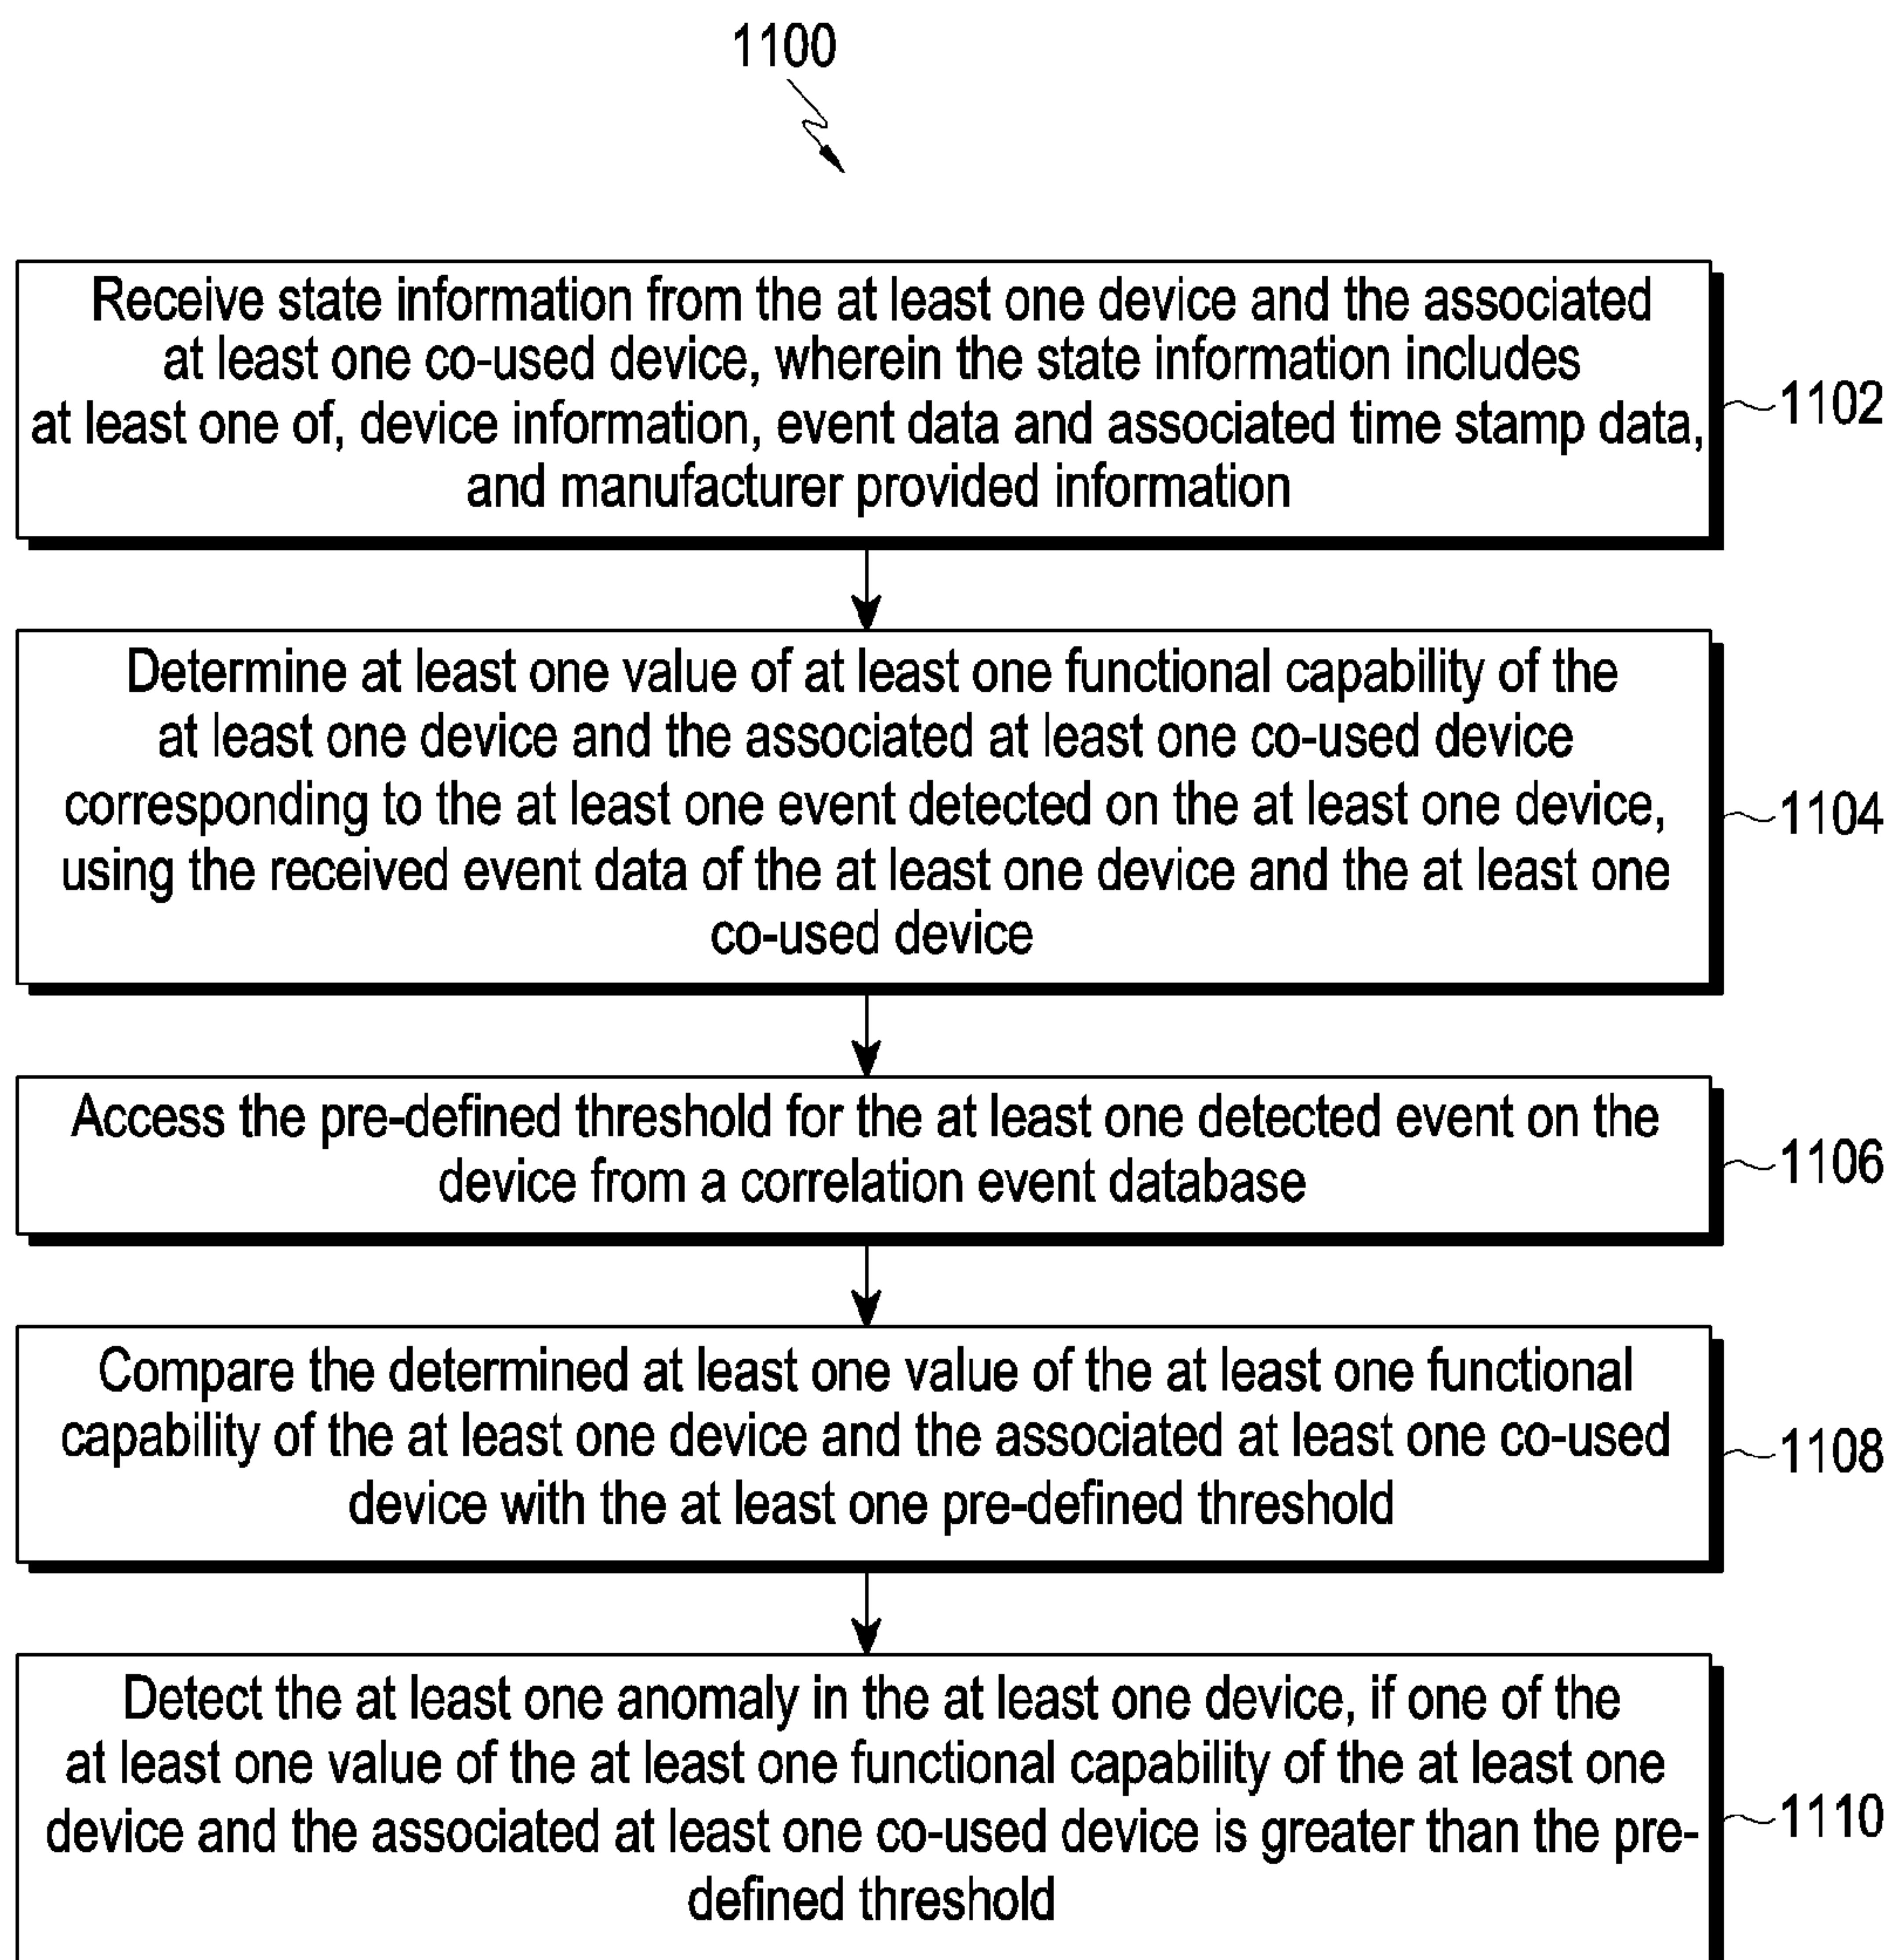 1100
Receive state information from the at least one device and the associated
at least one co-used device, wherein the state information includes
at least one of, device information, event data and associated time stamp data,
and manufacturer provided information
1102
Determine at least one value of at least one functional capability of the
at least one device and the associated at least one co-used device
corresponding to the at least one event detected on the at least one device,
using the received event data of the at least one device and the at least one
co-used device
1104
Access the pre-defined threshold for the at least one detected event on the
device from a correlation event database
1106
Compare the determined at least one value of the at least one functional
capability of the at least one device and the associated at least one co-used
device with the at least one pre-defined threshold
1108
Detect the at least one anomaly in the at least one device, if one of the
at least one value of the at least one functional capability of the at least one
device and the associated at least one co-used device is greater than the pre-
defined threshold
1110